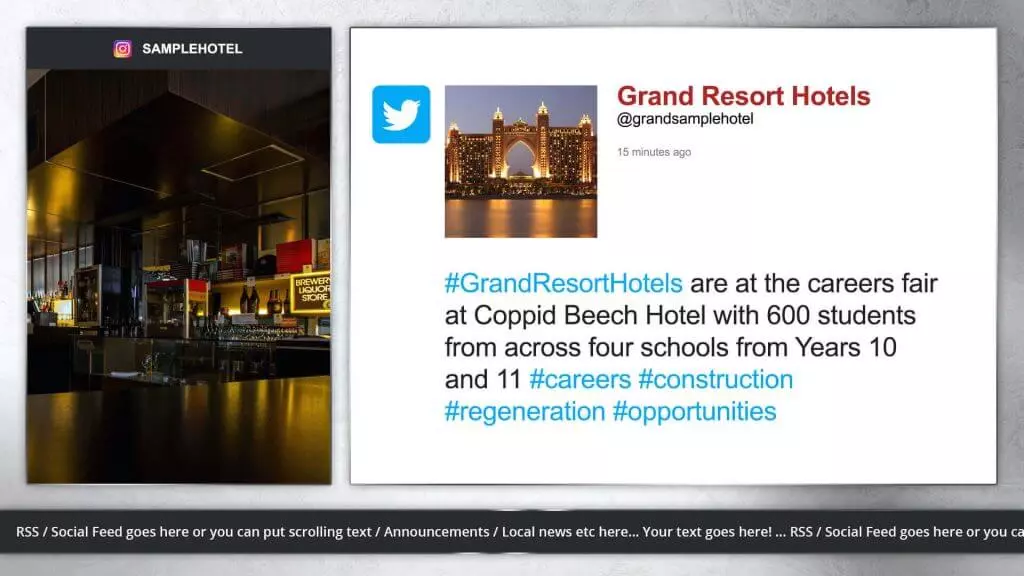 SAMPLEHOTEL
BREWERY
LIQUOR
STORE
Grand Resort Hotels
@grandsamplehotel
15 minutes ago
#GrandResortHotels are at the careers fair
at Coppid Beech Hotel with 600 students
from across four schools from Years 10
and 11 #careers #construction
#regeneration #opportunities
RSS / Social Feed goes here or you can put scrolling text / Announcements / Local news etc here... Your text goes here! ... RSS / Social Feed goes here or you ca